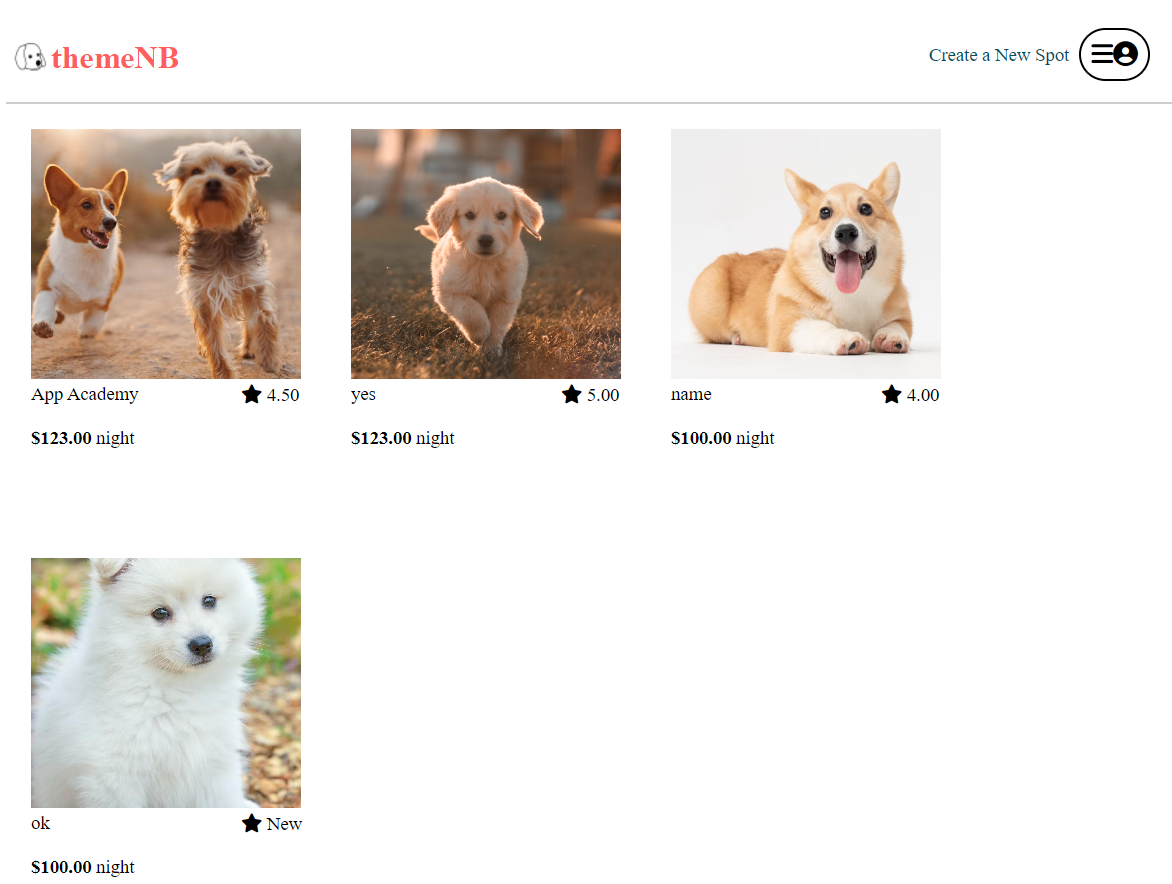 themeNB
Create a New Spot
App Academy 4.50
$123.00 night
yes 5.00
$123.00 night
name 4.00
$100.00 night
ok New
$100.00 night